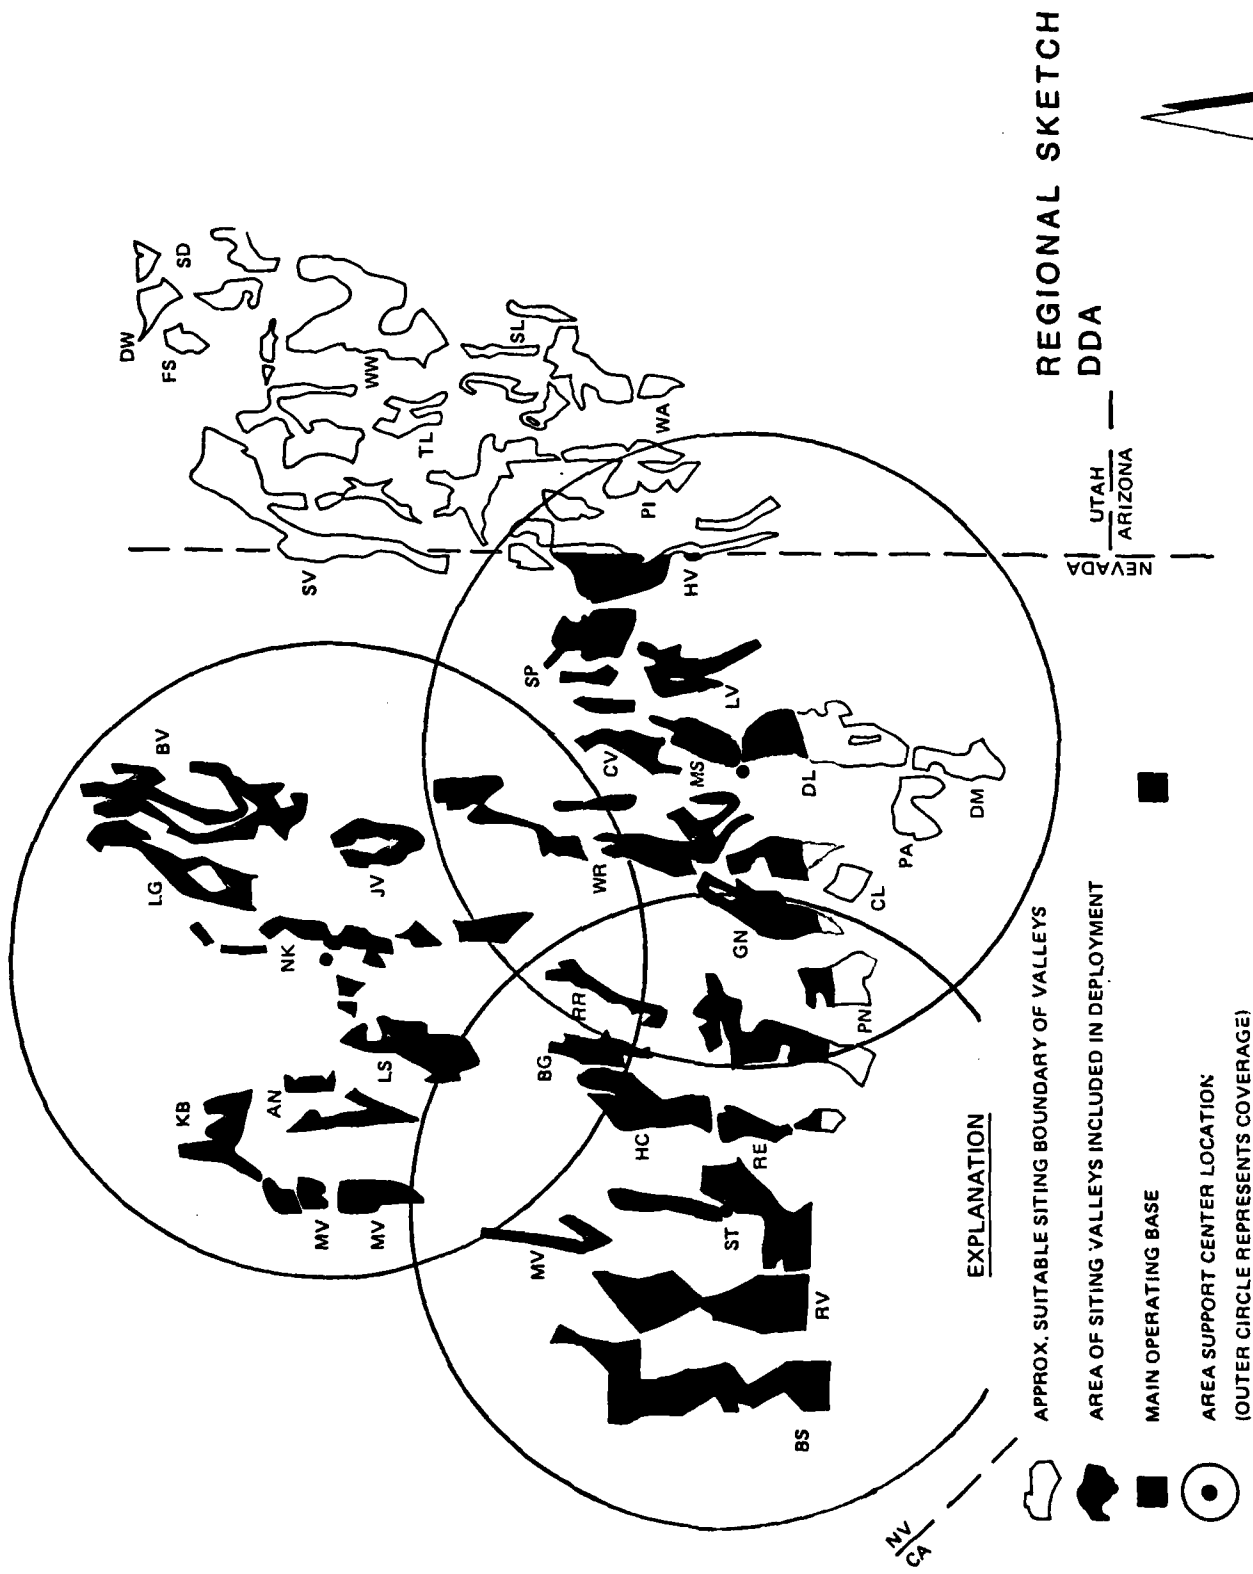 REGIONAL SKETCH
DDA
DW
SD
FS
WW
SL
TL
WA
SV
PI
UTAH
ARIZONA
NEVADA
HV
SP
LV
BV
CV
MS
DL
DM
PA
CL
LG
JV
WR
NK
GN
RR
PN
LS
BG
KB
AN
HC
RE
MV
MV
MV
ST
RV
BS
NV
CA
EXPLANATION
APPROX. SUITABLE SITING BOUNDARY OF VALLEYS
AREA OF SITING VALLEYS INCLUDED IN DEPLOYMENT
MAIN OPERATING BASE
AREA SUPPORT CENTER LOCATION
(OUTER CIRCLE REPRESENTS COVERAGE)